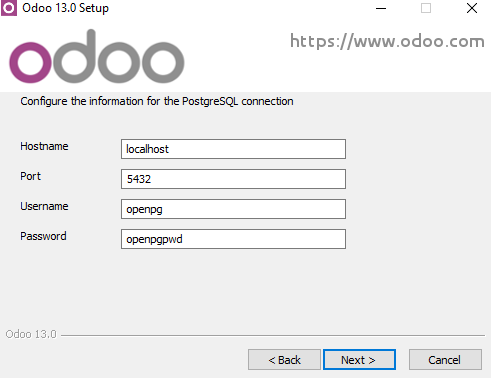 Odoo 13.0 Setup
odoo
https://www.odoo.com
Configure the information for the PostgreSQL connection
Hostname localhost
Port 5432
Username openpg
Password openpgpwd
Odoo 13.0
< Back Next > Cancel